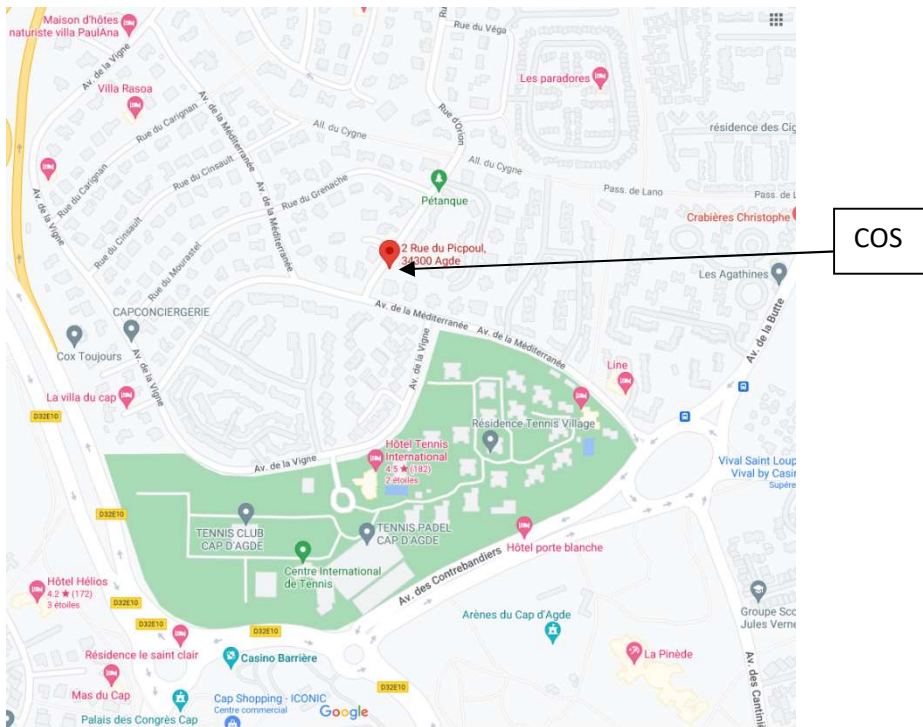 Maison d'hôtes
naturiste villa PaulAna
Rue du Véga
Av. de la Vigne
Les paradores
Villa Rasoa
Rue du Carignan
Av. de la Méditerranée
Rue d'Orion
All. du Cygne
résidence des Cig
Rue du Cinsault
All. du Cygne
Rue du Grenache
Pass. de Lano
Pass. de L
Pétanque
Av. de la Vigne
Rue du Carignan
Rue du Cinsault
Av. de la Méditerranée
Crabières Christophe
COS
2 Rue du Picpoul,
34300 Agde
Rue du Mourastel
Les Agathines
CAPCONCIERGERIE
Av. de la Méditerranée
Av. de la Méditerranée
Av. de la Butte
Cox Toujours
Av. de la Vigne
Av. de la Vigne
Line
La villa du cap
D32E10
Résidence Tennis Village
Hôtel Tennis
International
4.5 ★ (182)
2 étoiles
Av. de la Vigne
Vival Saint Loup
Vival by Casin
Supére
D32E10
TENNIS CLUB
CAP D'AGDE
TENNIS PADEL
CAP D'AGDE
Hôtel porte blanche
Centre International
de Tennis
Av. des Contrebandiers
Hôtel Hélios
4.2 ★ (172)
3 étoiles
D32E10
D32E10
D32E10
Arènes du Cap d'Agde
Groupe Sco
Jules Verne
Résidence le saint clair
Casino Barrière
La Pinède
Av. des Cantini
Mas du Cap
D32E10
Cap Shopping - ICONIC
Centre commercial
Palais des Congrès Cap
Google